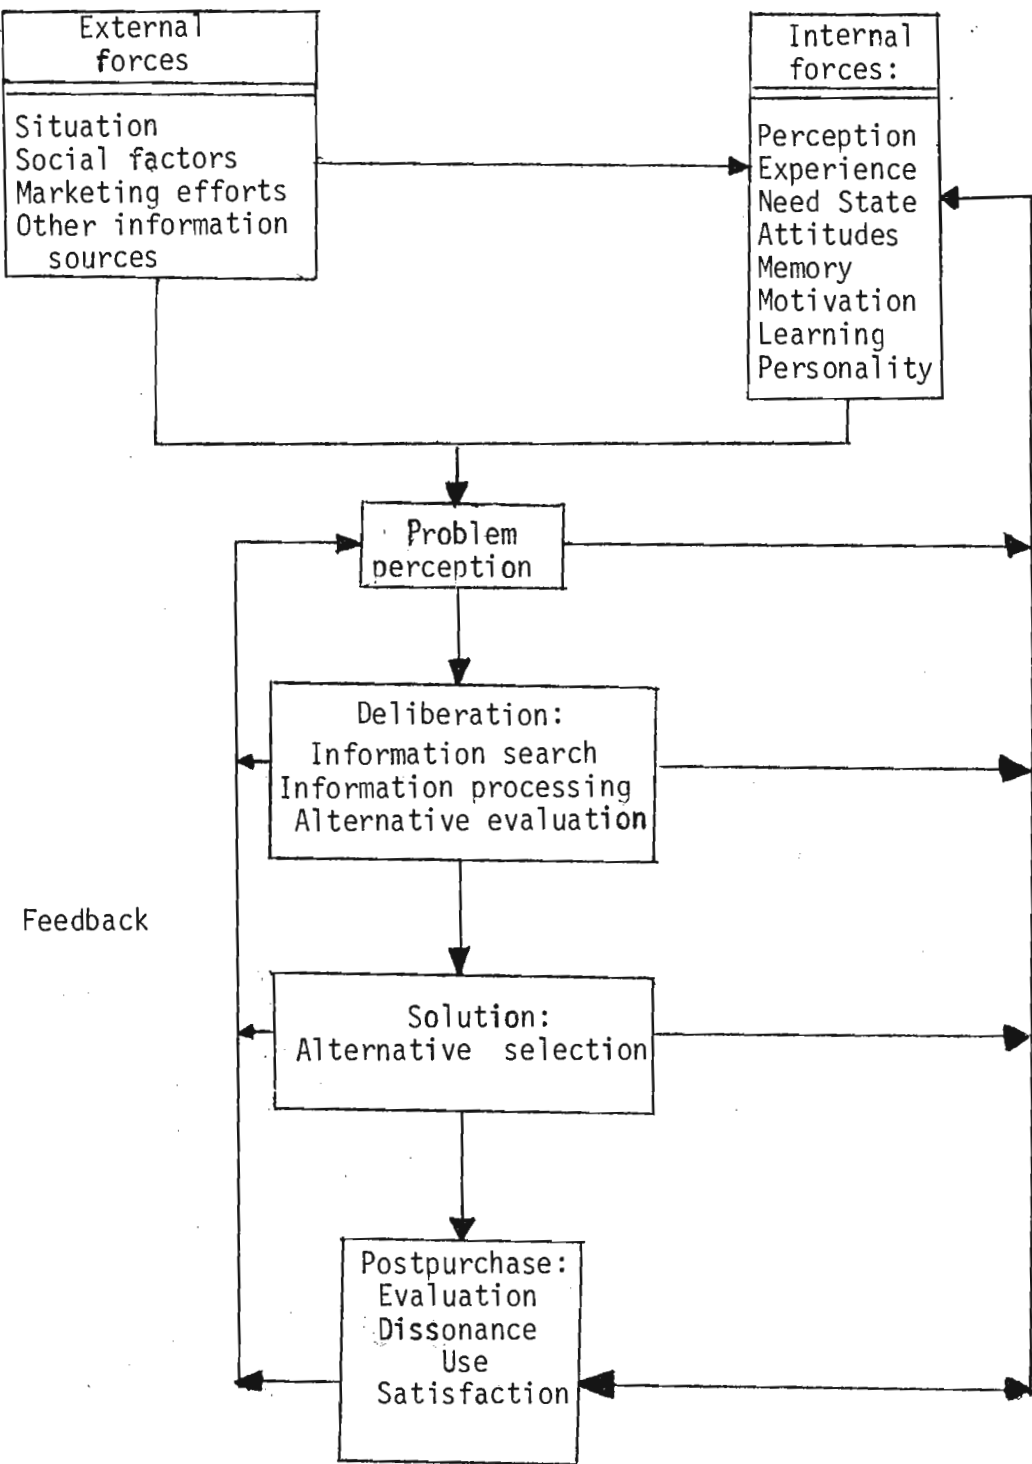 External
forces
Situation
Social factors
Marketing efforts
Other information
sources
Internal
forces:
Perception
Experience
Need State
Attitudes
Memory
Motivation
Learning
Personality
Problem
perception
Deliberation:
Information search
Information processing
Alternative evaluation
Feedback
Solution:
Alternative selection
Postpurchase:
Evaluation
Dissonance
Use
Satisfaction